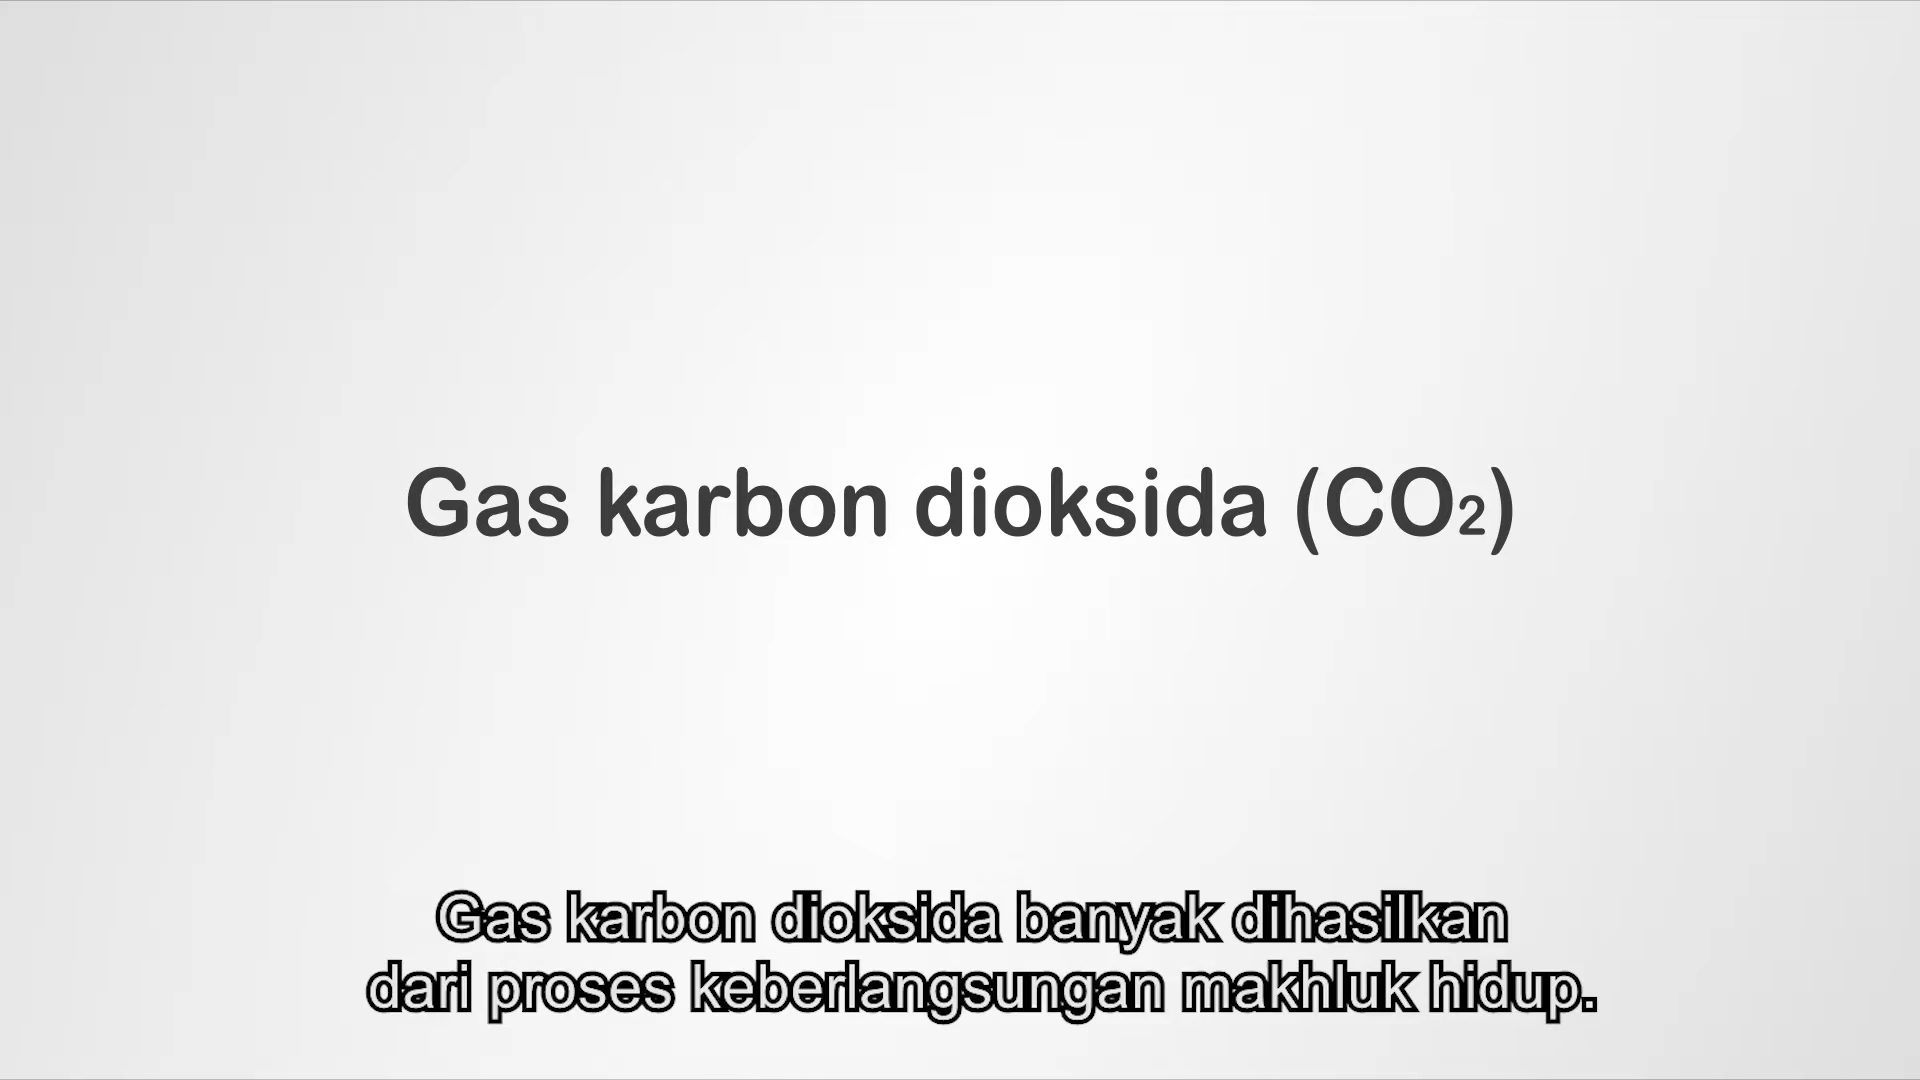 Gas karbon dioksida (CO₂)
Gas karbon dioksida banyak dihasilkan
dari proses keberlangsungan makhluk hidup.